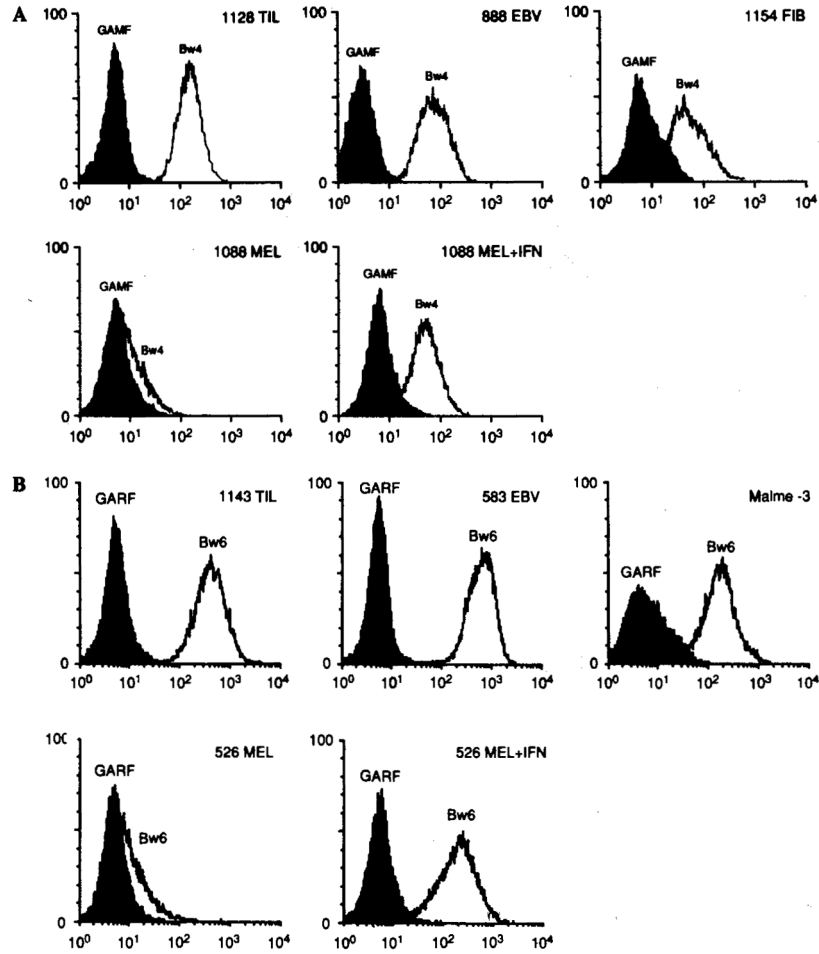 A
1128 TIL
100
GAMF
Bw4
0
10⁰ 10¹ 10² 10³ 10⁴
888 EBV
100
GAMF
Bw4
0
10⁰ 10¹ 10² 10³ 10⁴
1154 FIB
100
GAMF
Bw4
0
10⁰ 10¹ 10² 10³ 10⁴
1088 MEL
100
GAMF
Bw4
0
10⁰ 10¹ 10² 10³ 10⁴
1088 MEL+IFN
100
GAMF
Bw4
0
10⁰ 10¹ 10² 10³ 10⁴
B
1143 TIL
100
GARF
Bw6
0
10⁰ 10¹ 10² 10³ 10⁴
583 EBV
100
GARF
Bw6
0
10⁰ 10¹ 10² 10³ 10⁴
Malme -3
100
GARF
Bw6
0
10⁰ 10¹ 10² 10³ 10⁴
526 MEL
100
GARF
Bw6
0
10⁰ 10¹ 10² 10³ 10⁴
526 MEL+IFN
100
GARF
Bw6
0
10⁰ 10¹ 10² 10³ 10⁴